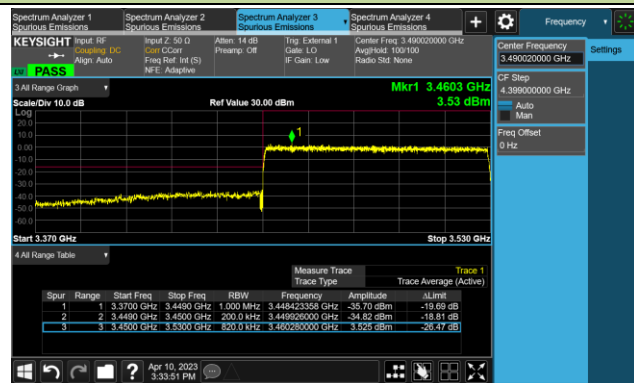 Spectrum Analyzer 1 Spurious Emissions Spectrum Analyzer 2 Spurious Emissions Spectrum Analyzer 3 Spurious Emissions Spectrum Analyzer 4 Spurious Emissions + Frequency
KEYSIGHT Input: RF Input Z: 50 Ω Atten: 14 dB Trig: External 1 Center Freq: 3.490020000 GHz
Coupling: DC Corr CCorr Preamp: Off Gate: LO Avg|Hold: 100/100
Align: Auto Freq Ref: Int (S) IF Gain: Low Radio Std: None
NFE: Adaptive
PASS
3 All Range Graph
Mkr1 3.4603 GHz
Scale/Div 10.0 dB Ref Value 30.00 dBm 3.53 dBm
Log
20.0
10.0
0.00
-10.0
-20.0
-30.0
-40.0
-50.0
-60.0
1
Start 3.370 GHz Stop 3.530 GHz
4 All Range Table
Measure Trace Trace 1
Trace Type Trace Average (Active)
Spur Range Start Freq Stop Freq RBW Frequency Amplitude ΔLimit
1 1 3.3700 GHz 3.4490 GHz 1.000 MHz 3.448423358 GHz -35.70 dBm -19.69 dB
2 2 3.4490 GHz 3.4500 GHz 200.0 kHz 3.449926000 GHz -34.82 dBm -18.81 dB
3 3 3.4500 GHz 3.5300 GHz 820.0 kHz 3.460280000 GHz 3.525 dBm -26.47 dB
Apr 10, 2023
3:33:51 PM
?
Center Frequency
3.490020000 GHz
Settings
CF Step
4.399000000 GHz
Auto
Man
Freq Offset
0 Hz